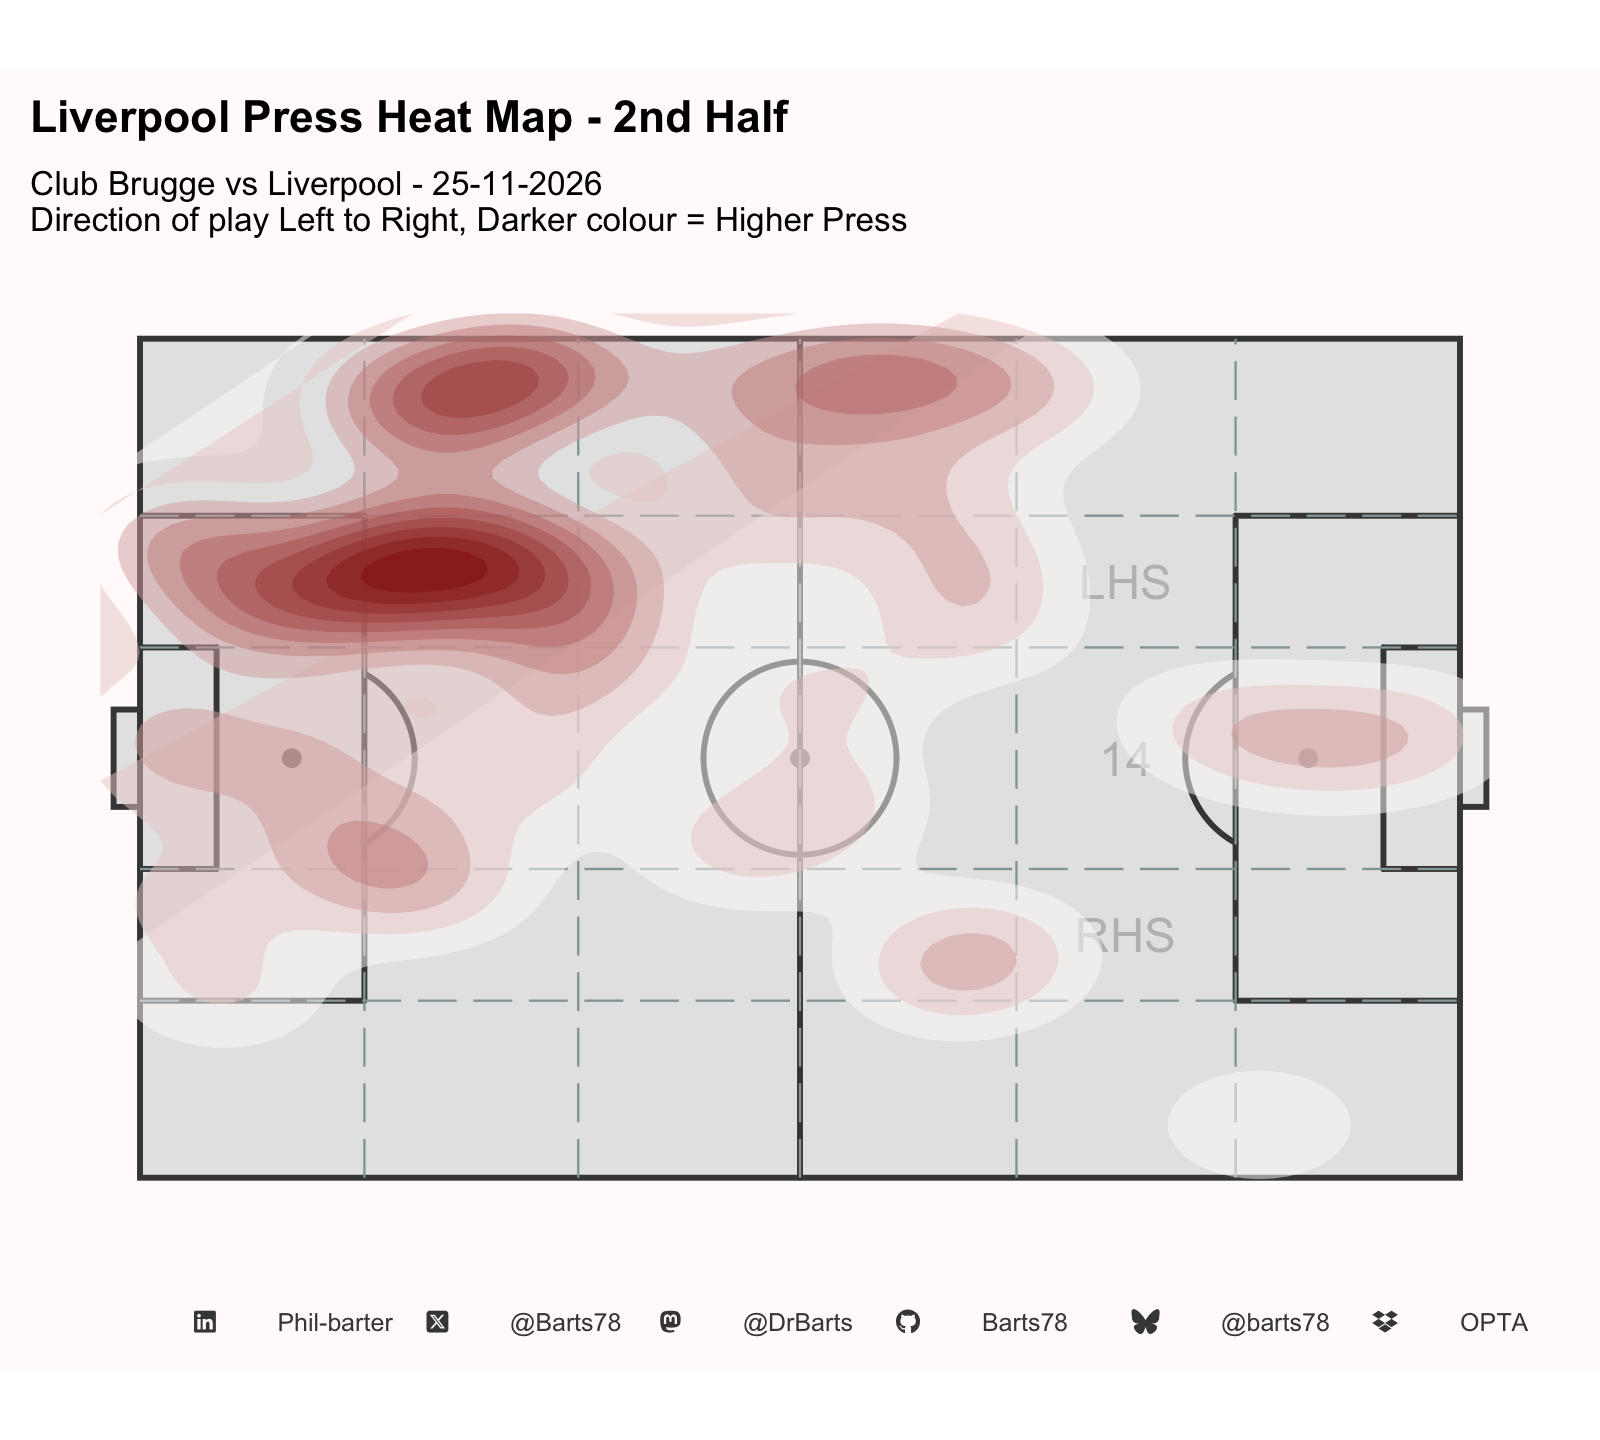 Liverpool Press Heat Map - 2nd Half
Club Brugge vs Liverpool - 25-11-2026
Direction of play Left to Right, Darker colour = Higher Press
LHS
14
RHS
Phil-barter @Barts78 @DrBarts Barts78 @barts78 OPTA